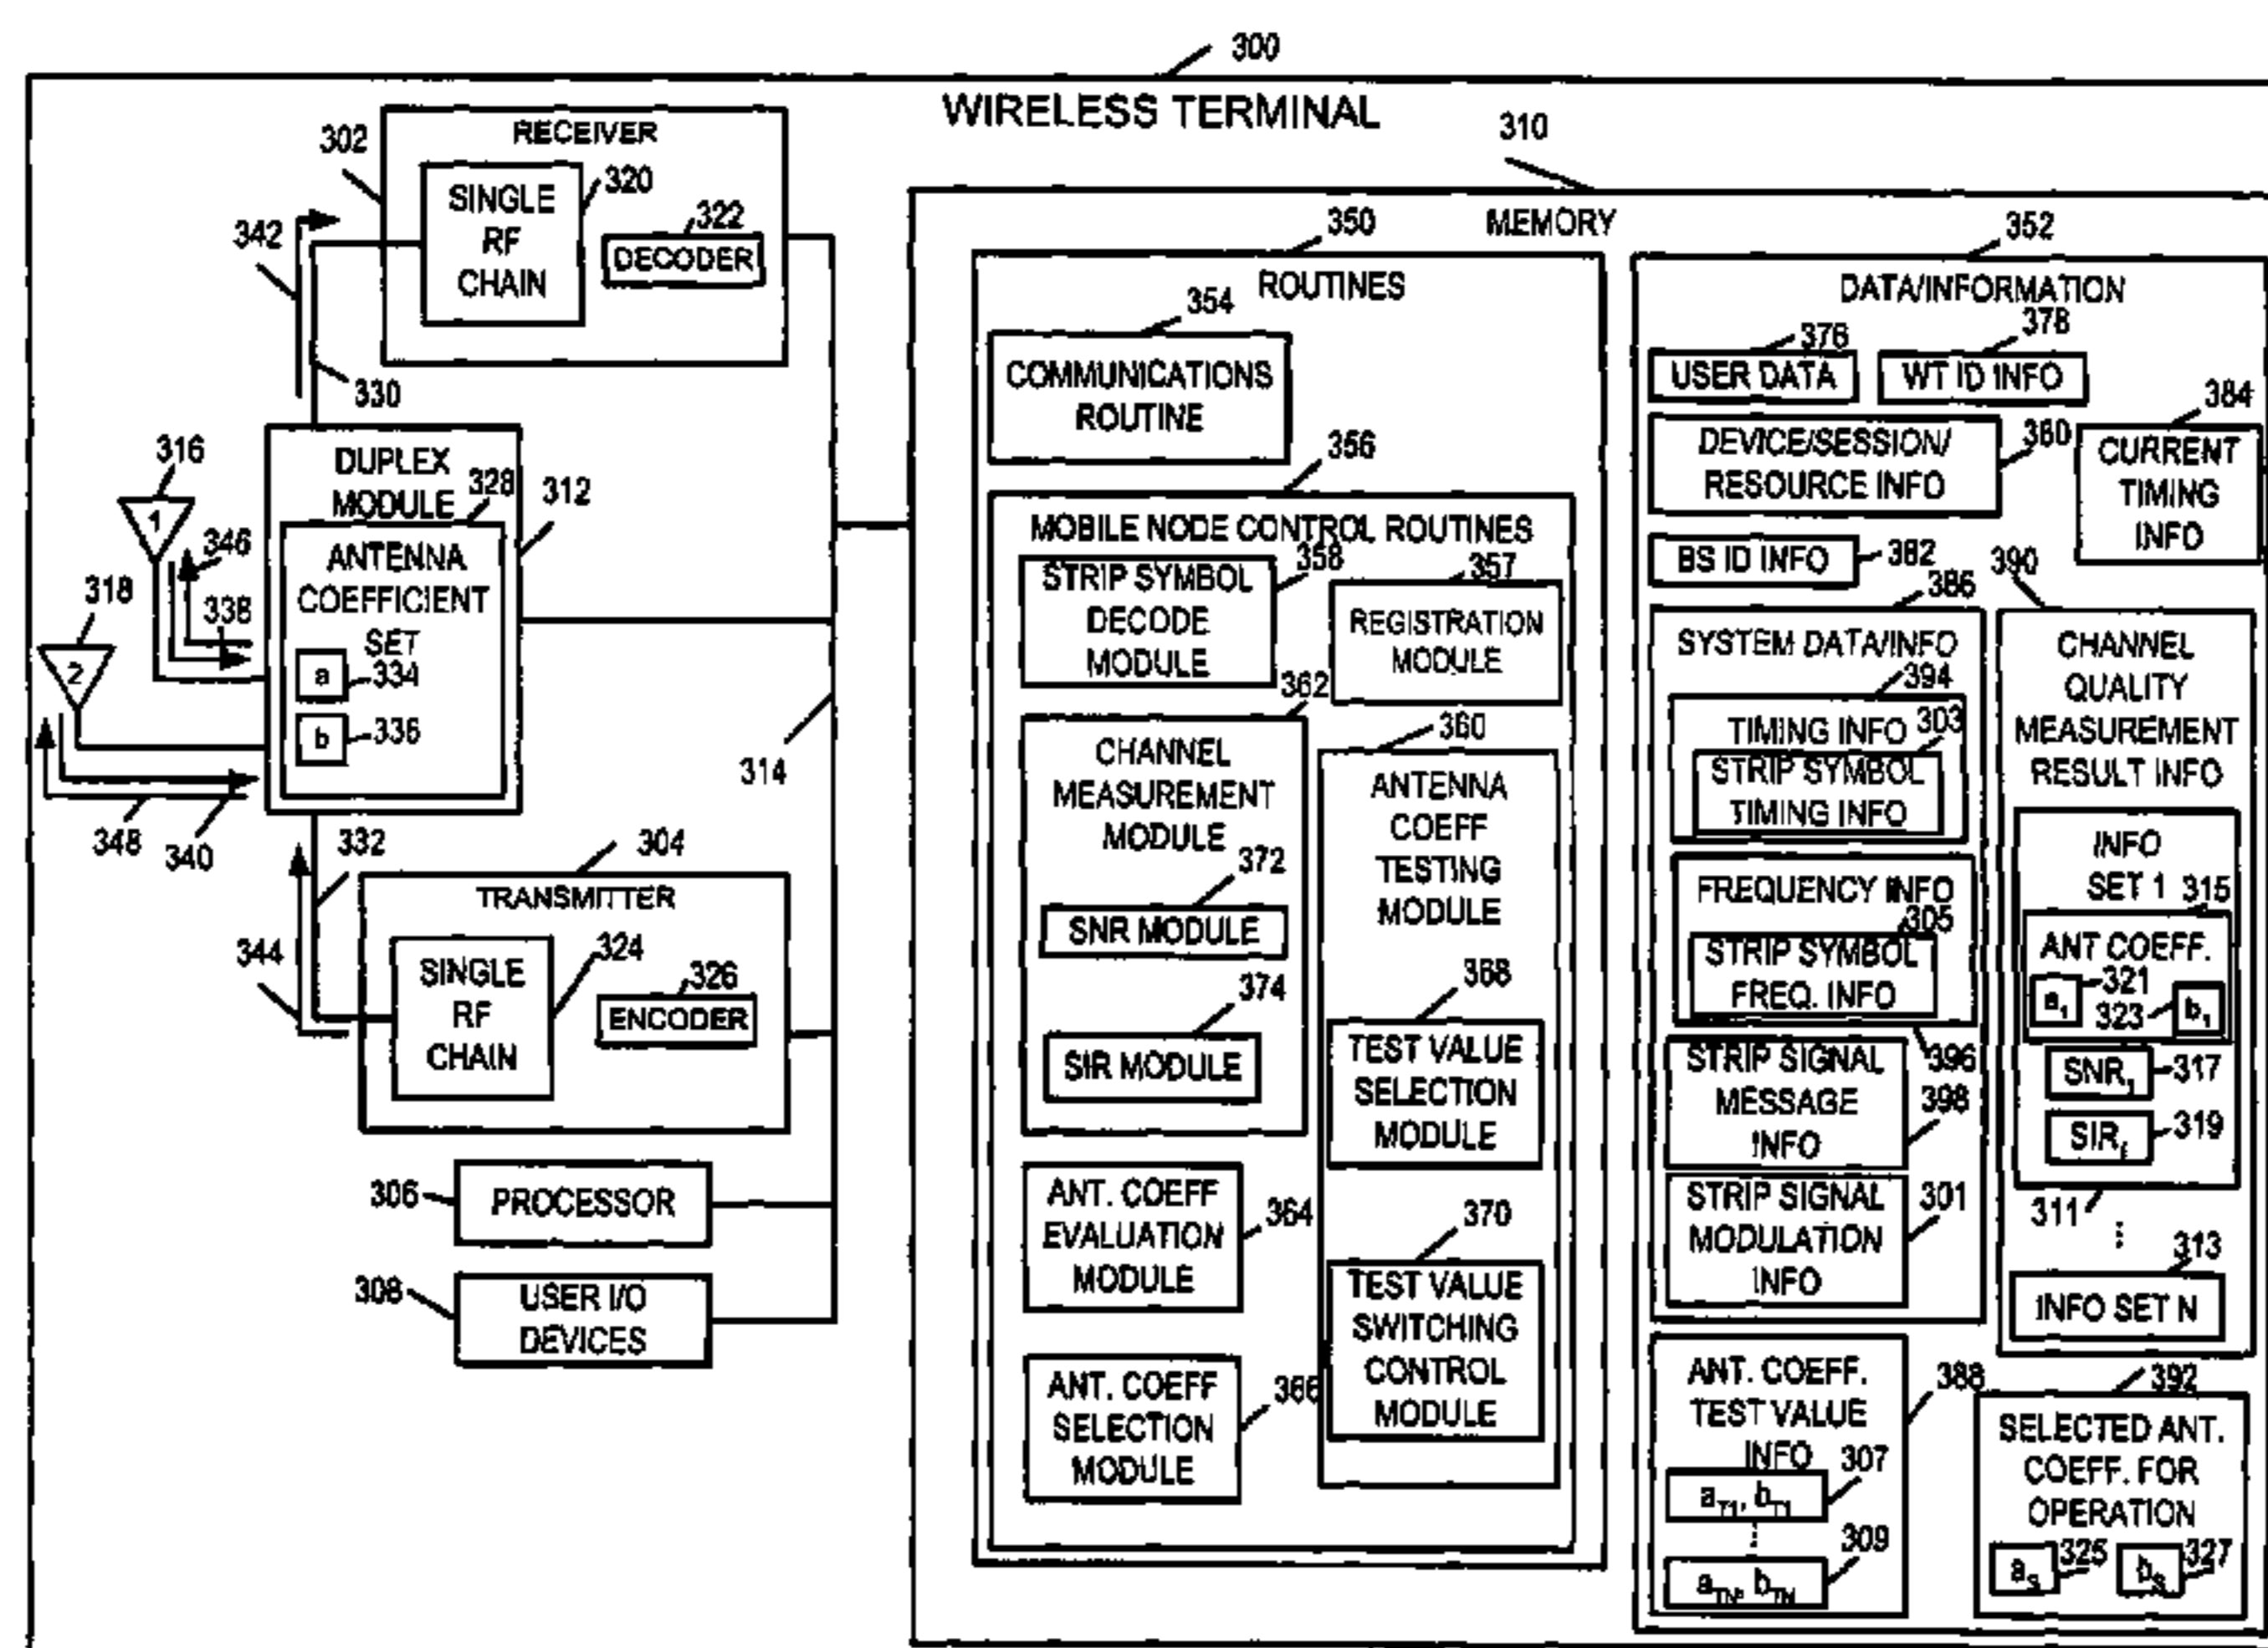 300
WIRELESS TERMINAL
302
RECEIVER
SINGLE
RF
CHAIN
320
322
DECODER
342
330
316
1
318
2
346
338
348
340
DUPLEX
MODULE
328
312
ANTENNA
COEFFICIENT
SET
a
334
b
336
332
304
TRANSMITTER
344
SINGLE
RF
CHAIN
324
326
ENCODER
306
PROCESSOR
308
USER I/O
DEVICES
314
310
MEMORY
350
ROUTINES
354
COMMUNICATIONS
ROUTINE
356
MOBILE NODE CONTROL ROUTINES
STRIP SYMBOL
DECODE
MODULE
358
357
REGISTRATION
MODULE
362
CHANNEL
MEASUREMENT
MODULE
372
SNR MODULE
374
SIR MODULE
360
ANTENNA
COEFF
TESTING
MODULE
368
TEST VALUE
SELECTION
MODULE
370
TEST VALUE
SWITCHING
CONTROL
MODULE
ANT. COEFF
EVALUATION
MODULE
364
ANT. COEFF
SELECTION
MODULE
366
352
DATA/INFORMATION
376
USER DATA
378
WT ID INFO
DEVICE/SESSION/
RESOURCE INFO
380
384
CURRENT
TIMING
INFO
BS ID INFO
382
386
SYSTEM DATA/INFO
394
TIMING INFO
303
STRIP SYMBOL
TIMING INFO
FREQUENCY INFO
305
STRIP SYMBOL
FREQ. INFO
396
STRIP SIGNAL
MESSAGE
INFO
398
STRIP SIGNAL
MODULATION
INFO
301
390
CHANNEL
QUALITY
MEASUREMENT
RESULT INFO
INFO
SET 1
315
ANT COEFF.
a1
321
323
b1
SNR1
317
SIR1
319
311
⋮
313
INFO SET N
388
ANT. COEFF.
TEST VALUE
INFO
307
aT1, bT1
⋮
309
aTN, bTN
392
SELECTED ANT.
COEFF. FOR
OPERATION
aS
325
bS
327